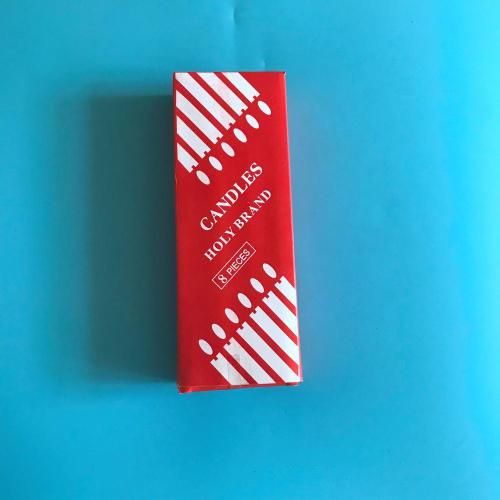 CANDLES
HOLY BRAND
8 PIECES